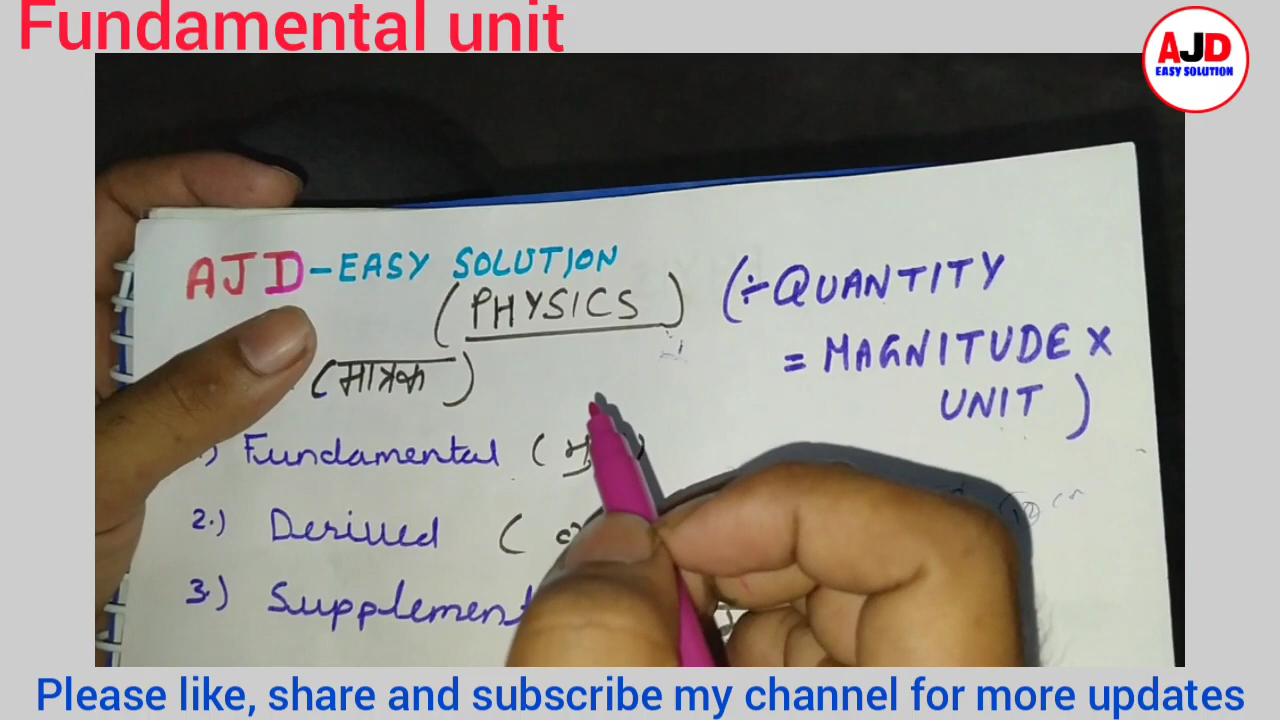 Fundamental unit
AJD
EASY SOLUTION
AJD-EASY SOLUTION
(PHYSICS)
(÷QUANTITY
= MAGNITUDE X
UNIT )
(मात्रक)
Fundamental
2.) Derived (
3.)
Please like, share and subscribe my channel for more updates